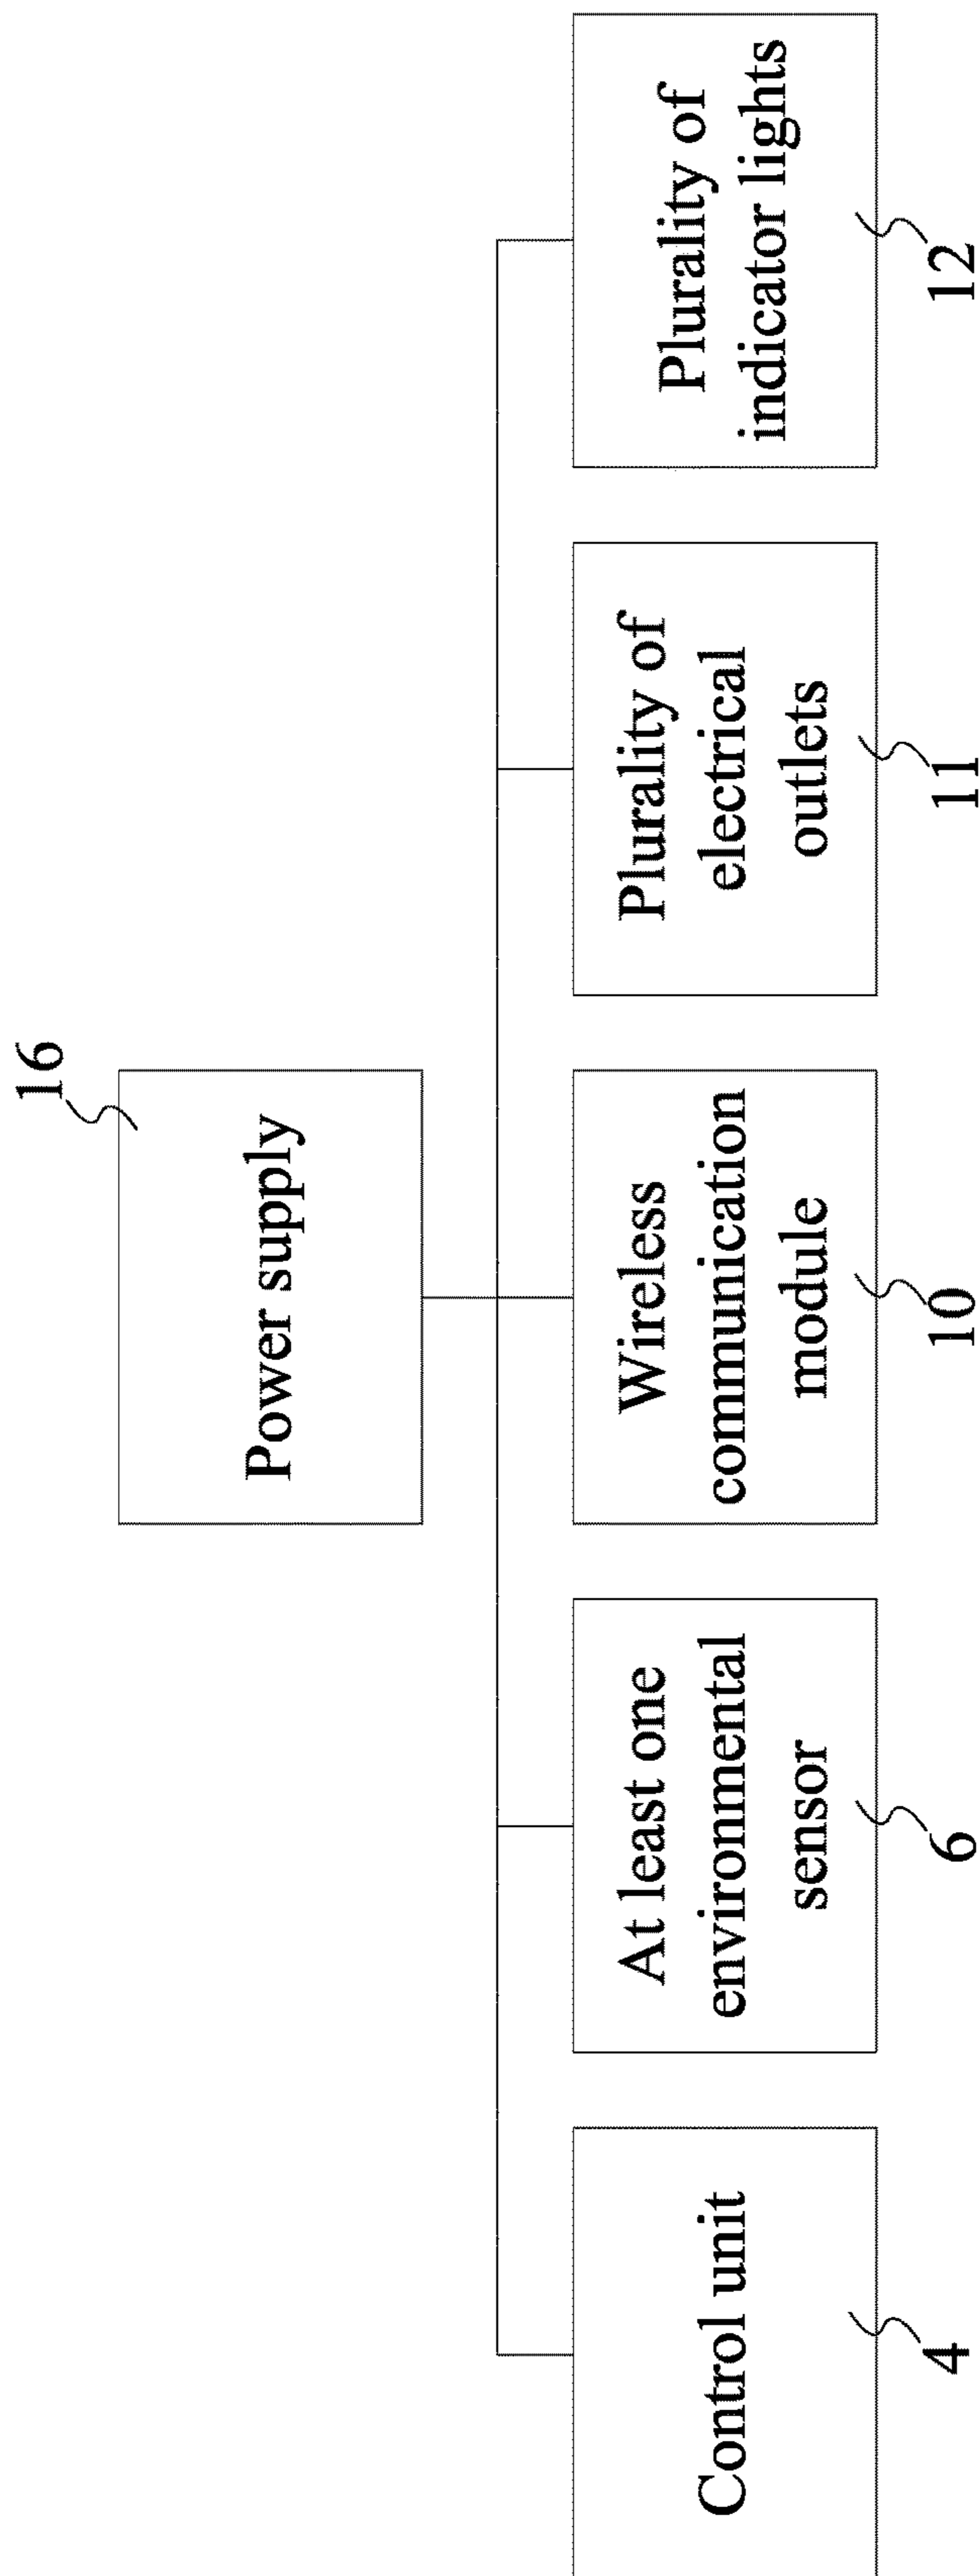 16
Power supply
Control unit
4
At least one
environmental
sensor
6
Wireless
communication
module
10
Plurality of
electrical
outlets
11
Plurality of
indicator lights
12